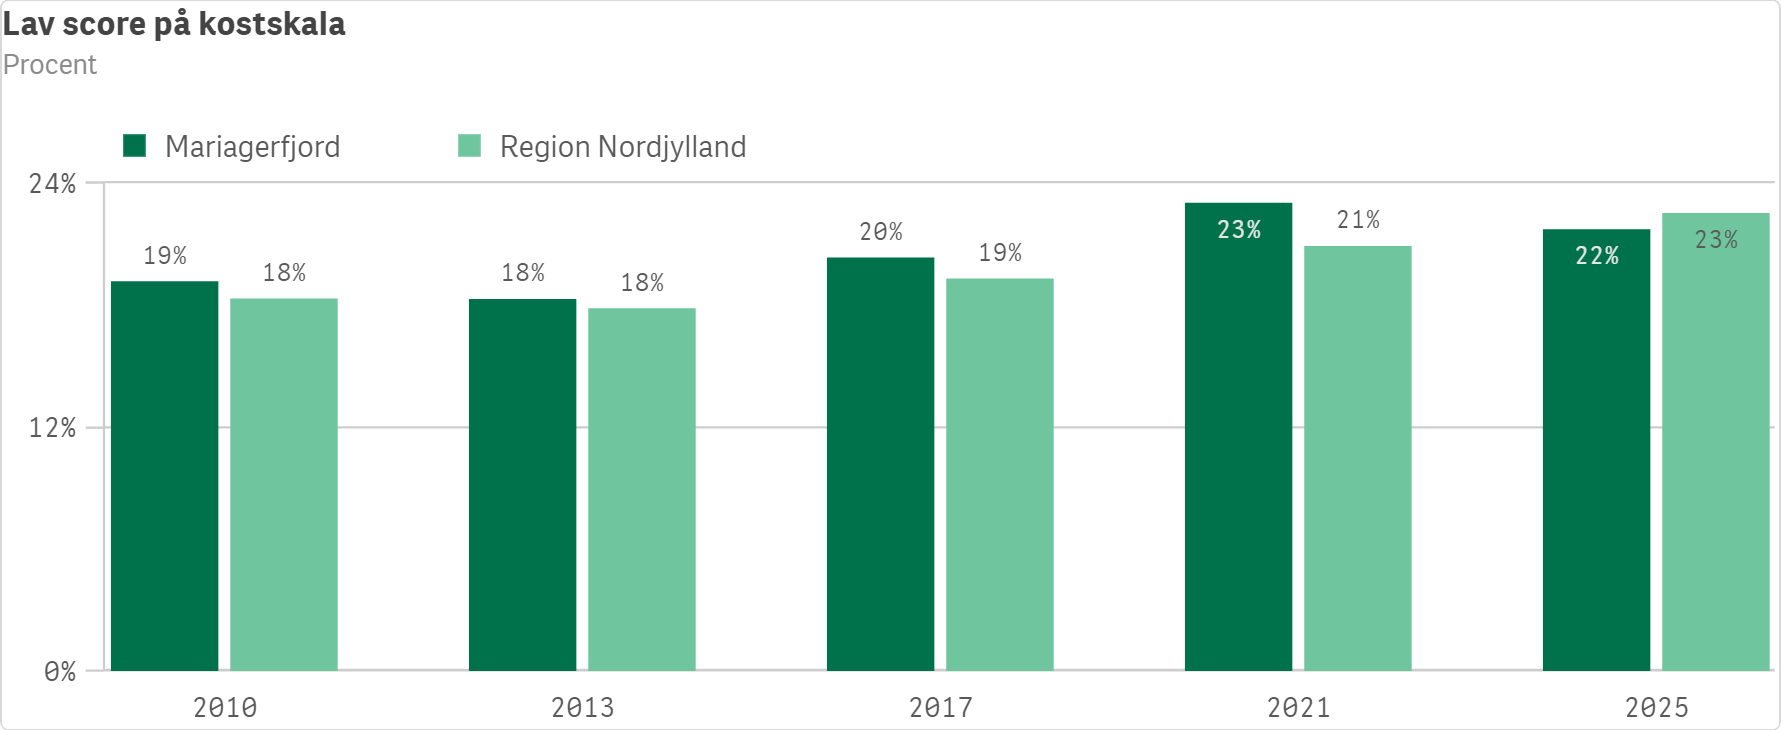 Lav score på kostskala
Procent
Mariagerfjord Region Nordjylland
24%
12%
0%
19% 18% 18% 18% 20% 19% 23% 21% 22% 23%
2010 2013 2017 2021 2025